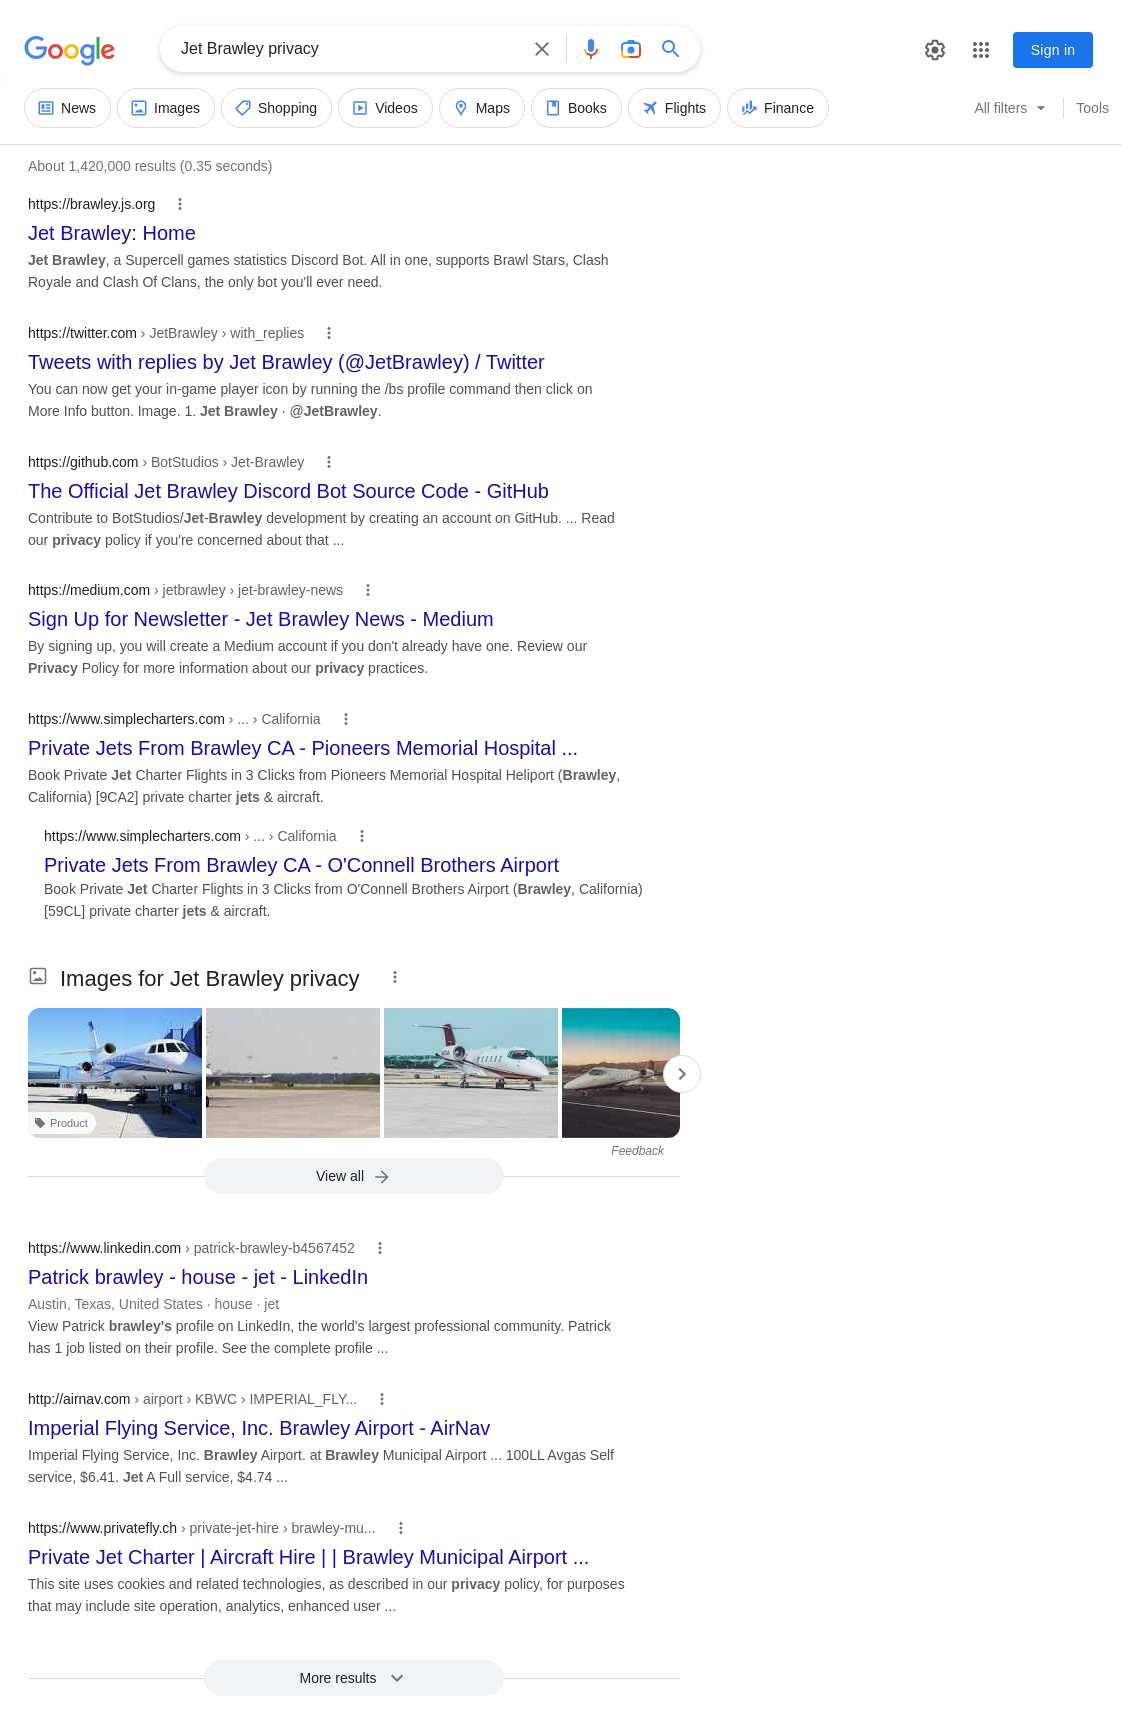 Google
Jet Brawley privacy
Sign in
News
Images
Shopping
Videos
Maps
Books
Flights
Finance
All filters
Tools
About 1,420,000 results (0.35 seconds)
https://brawley.js.org
Jet Brawley: Home
Jet Brawley, a Supercell games statistics Discord Bot. All in one, supports Brawl Stars, Clash
Royale and Clash Of Clans, the only bot you'll ever need.
https://twitter.com › JetBrawley › with_replies
Tweets with replies by Jet Brawley (@JetBrawley) / Twitter
You can now get your in-game player icon by running the /bs profile command then click on
More Info button. Image. 1. Jet Brawley · @JetBrawley.
https://github.com › BotStudios › Jet-Brawley
The Official Jet Brawley Discord Bot Source Code - GitHub
Contribute to BotStudios/Jet-Brawley development by creating an account on GitHub. ... Read
our privacy policy if you're concerned about that ...
https://medium.com › jetbrawley › jet-brawley-news
Sign Up for Newsletter - Jet Brawley News - Medium
By signing up, you will create a Medium account if you don't already have one. Review our
Privacy Policy for more information about our privacy practices.
https://www.simplecharters.com › ... › California
Private Jets From Brawley CA - Pioneers Memorial Hospital ...
Book Private Jet Charter Flights in 3 Clicks from Pioneers Memorial Hospital Heliport (Brawley,
California) [9CA2] private charter jets & aircraft.
https://www.simplecharters.com › ... › California
Private Jets From Brawley CA - O'Connell Brothers Airport
Book Private Jet Charter Flights in 3 Clicks from O'Connell Brothers Airport (Brawley, California)
[59CL] private charter jets & aircraft.
Images for Jet Brawley privacy
Product
Feedback
View all
https://www.linkedin.com › patrick-brawley-b4567452
Patrick brawley - house - jet - LinkedIn
Austin, Texas, United States · house · jet
View Patrick brawley's profile on LinkedIn, the world's largest professional community. Patrick
has 1 job listed on their profile. See the complete profile ...
http://airnav.com › airport › KBWC › IMPERIAL_FLY...
Imperial Flying Service, Inc. Brawley Airport - AirNav
Imperial Flying Service, Inc. Brawley Airport. at Brawley Municipal Airport ... 100LL Avgas Self
service, $6.41. Jet A Full service, $4.74 ...
https://www.privatefly.ch › private-jet-hire › brawley-mu...
Private Jet Charter | Aircraft Hire | | Brawley Municipal Airport ...
This site uses cookies and related technologies, as described in our privacy policy, for purposes
that may include site operation, analytics, enhanced user ...
More results